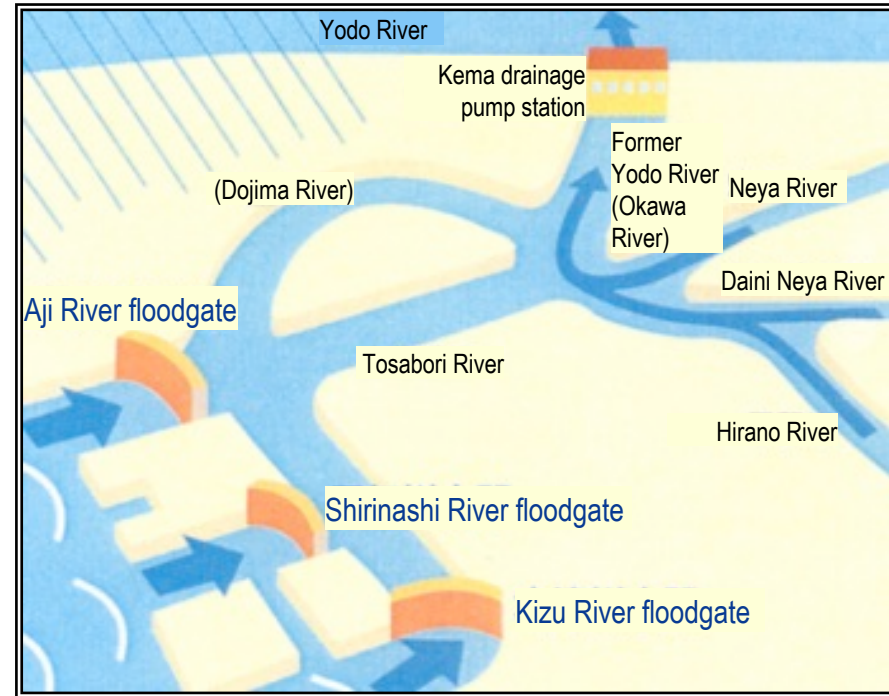 Yodo River
Kema drainage
pump station
Former
Yodo River
(Okawa
River)
Neya River
(Dojima River)
Daini Neya River
Aji River floodgate
Tosabori River
Hirano River
Shirinashi River floodgate
Kizu River floodgate